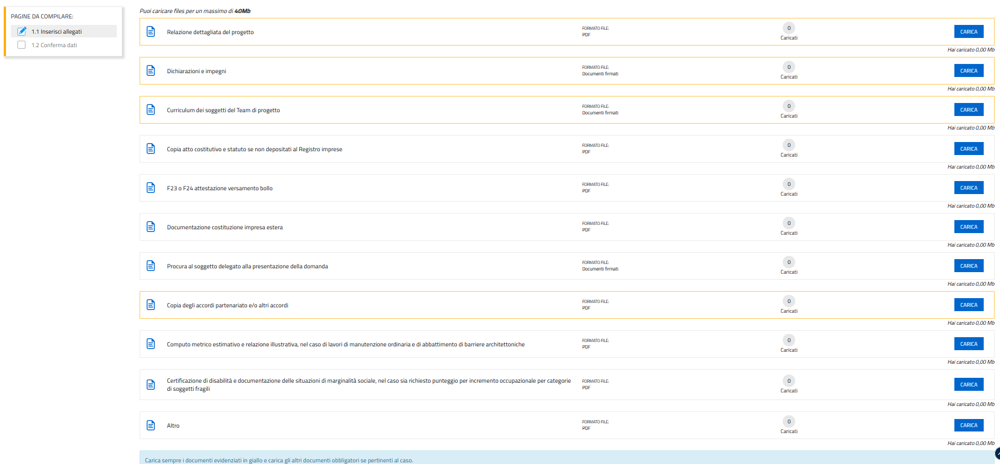 PAGINE DA COMPILARE:
1.1 Inserisci allegati
1.2 Conferma dati
Puoi caricare files per un massimo di 40Mb
Relazione dettagliata del progetto
FORMATO FILE:
PDF
0
Caricati
CARICA
Hai caricato 0,00 Mb
Dichiarazioni e impegni
FORMATO FILE:
Documenti firmati
0
Caricati
CARICA
Hai caricato 0,00 Mb
Curriculum dei soggetti del Team di progetto
FORMATO FILE:
Documenti firmati
0
Caricati
CARICA
Hai caricato 0,00 Mb
Copia atto costitutivo e statuto se non depositati al Registro imprese
FORMATO FILE:
PDF
0
Caricati
CARICA
Hai caricato 0,00 Mb
F23 o F24 attestazione versamento bollo
FORMATO FILE:
PDF
0
Caricati
CARICA
Hai caricato 0,00 Mb
Documentazione costituzione impresa estera
FORMATO FILE:
PDF
0
Caricati
CARICA
Hai caricato 0,00 Mb
Procura al soggetto delegato alla presentazione della domanda
FORMATO FILE:
Documenti firmati
0
Caricati
CARICA
Hai caricato 0,00 Mb
Copia degli accordi partenariato e/o altri accordi
FORMATO FILE:
PDF
0
Caricati
CARICA
Hai caricato 0,00 Mb
Computo metrico estimativo e relazione illustrativa, nel caso di lavori di manutenzione ordinaria e di abbattimento di barriere architettoniche
FORMATO FILE:
PDF
0
Caricati
CARICA
Hai caricato 0,00 Mb
Certificazione di disabilità e documentazione delle situazioni di marginalità sociale, nel caso sia richiesto punteggio per incremento occupazionale per categorie
di soggetti fragili
FORMATO FILE:
PDF
0
Caricati
CARICA
Hai caricato 0,00 Mb
Altro
FORMATO FILE:
PDF
0
Caricati
CARICA
Hai caricato 0,00 Mb
Carica sempre i documenti evidenziati in giallo e carica gli altri documenti obbligatori se pertinenti al caso.